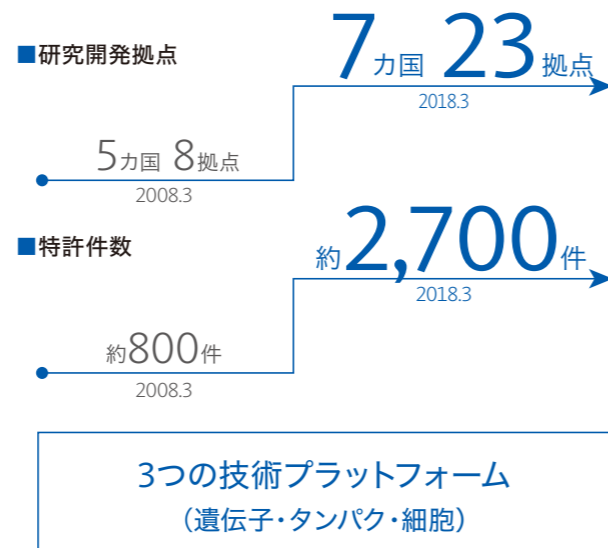 ■研究開発拠点
7カ国 23拠点
2018.3
5カ国 8拠点
2008.3
■特許件数
約2,700件
2018.3
約800件
2008.3
3つの技術プラットフォーム
（遺伝子・タンパク・細胞）